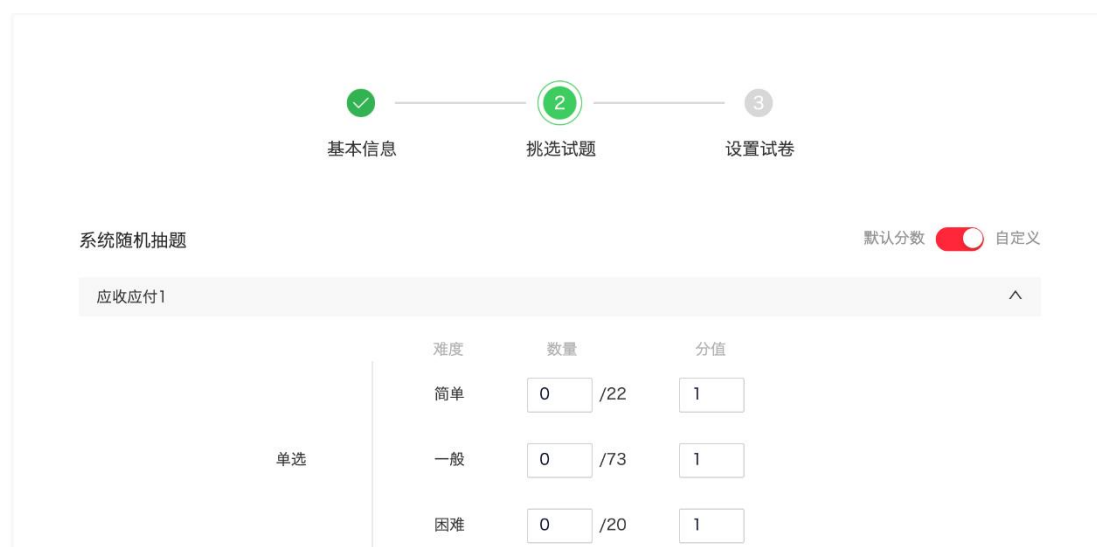 2
3
基本信息
挑选试题
设置试卷
系统随机抽题
默认分数 自定义
应收应付1
难度 数量 分值
简单 0 /22 1
单选 一般 0 /73 1
困难 0 /20 1